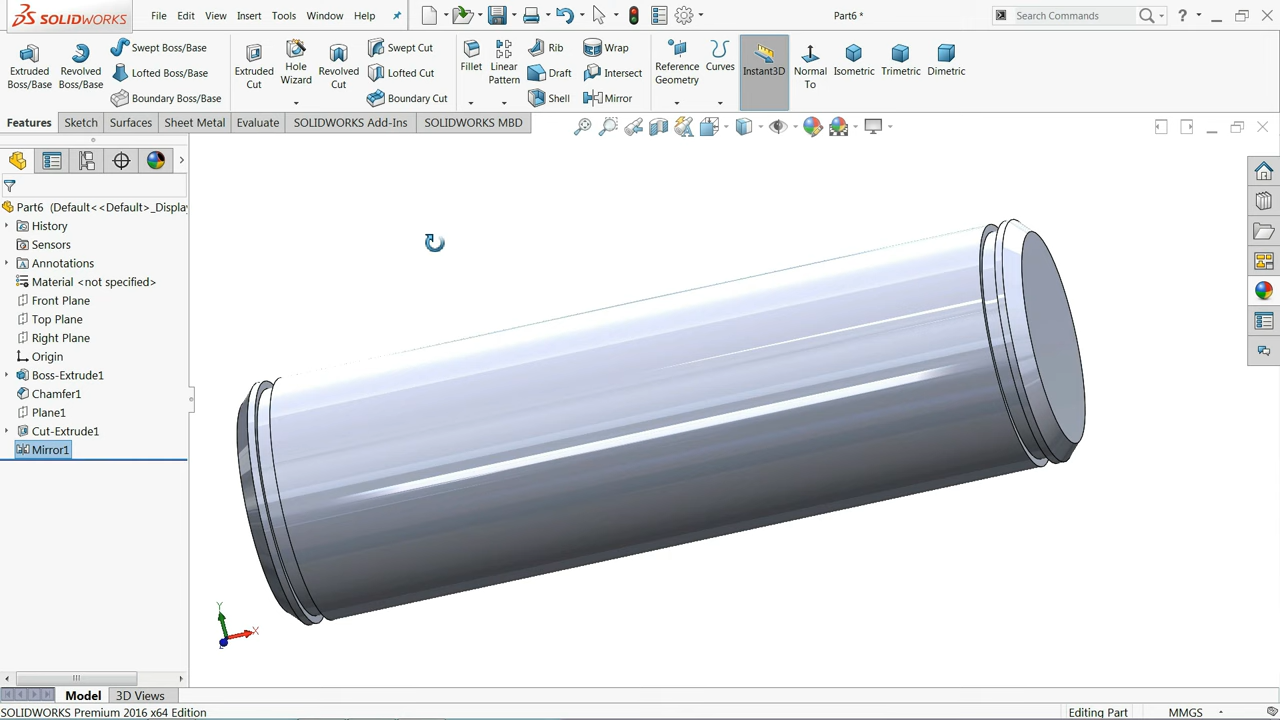 SOLIDWORKS File Edit View Insert Tools Window Help Part6 * Search Commands ?
Extruded Boss/Base
Revolved Boss/Base
Swept Boss/Base
Lofted Boss/Base
Boundary Boss/Base
Extruded Cut
Hole Wizard
Revolved Cut
Swept Cut
Lofted Cut
Boundary Cut
Fillet
Linear Pattern
Rib
Draft
Shell
Wrap
Intersect
Mirror
Reference Geometry
Curves
Instant3D
Normal To
Isometric
Trimetric
Dimetric
Features Sketch Surfaces Sheet Metal Evaluate SOLIDWORKS Add-Ins SOLIDWORKS MBD
Part6 (Default<<Default>_Display
History
Sensors
Annotations
Material <not specified>
Front Plane
Top Plane
Right Plane
Origin
Boss-Extrude1
Chamfer1
Plane1
Cut-Extrude1
Mirror1
Y
X
Model 3D Views
SOLIDWORKS Premium 2016 x64 Edition Editing Part MMGS